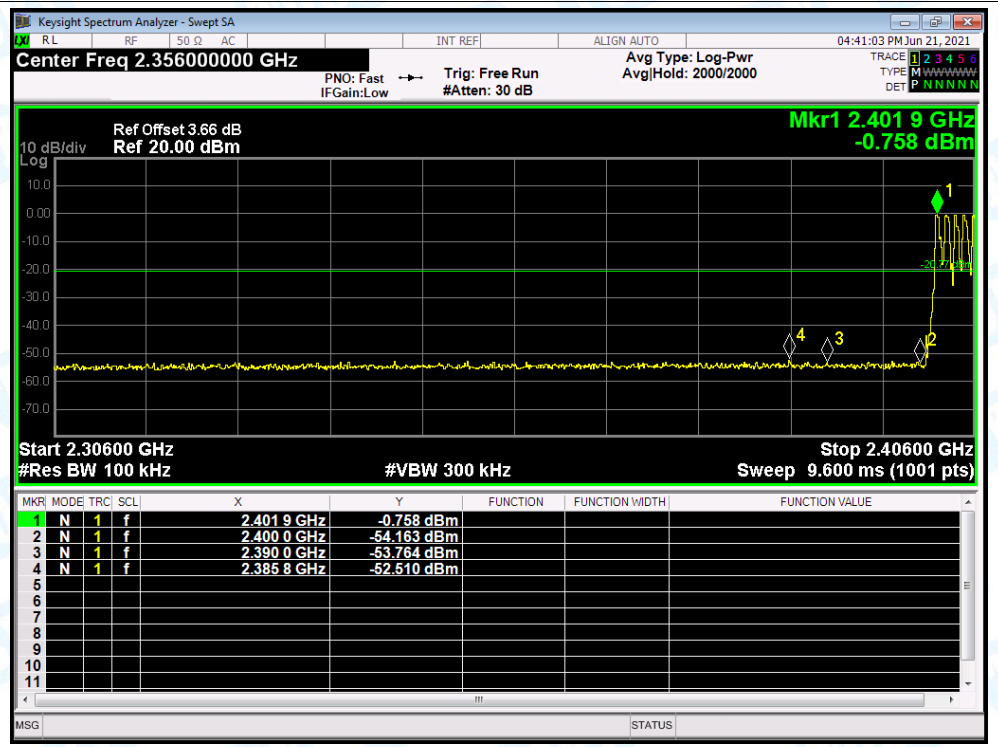 Keysight Spectrum Analyzer - Swept SA
LXI RL RF 50 Ω AC INT REF ALIGN AUTO 04:41:03 PM Jun 21, 2021
Center Freq 2.356000000 GHz
PNO: Fast
IFGain:Low
Trig: Free Run
#Atten: 30 dB
Avg Type: Log-Pwr
Avg|Hold: 2000/2000
TRACE 1 2 3 4 5 6
TYPE M WWWWW
DET P N N N N N
Mkr1 2.401 9 GHz
-0.758 dBm
Ref Offset 3.66 dB
10 dB/div Ref 20.00 dBm
Log
10.0
0.00
-10.0
-20.0
-30.0
-40.0
-50.0
-60.0
-70.0
1
-20.77 dBm
4
3
2
Start 2.30600 GHz Stop 2.40600 GHz
#Res BW 100 kHz #VBW 300 kHz Sweep 9.600 ms (1001 pts)
MKR MODE TRC SCL X Y FUNCTION FUNCTION WIDTH FUNCTION VALUE
1 N 1 f 2.401 9 GHz -0.758 dBm
2 N 1 f 2.400 0 GHz -54.163 dBm
3 N 1 f 2.390 0 GHz -53.764 dBm
4 N 1 f 2.385 8 GHz -52.510 dBm
5
6
7
8
9
10
11
MSG STATUS